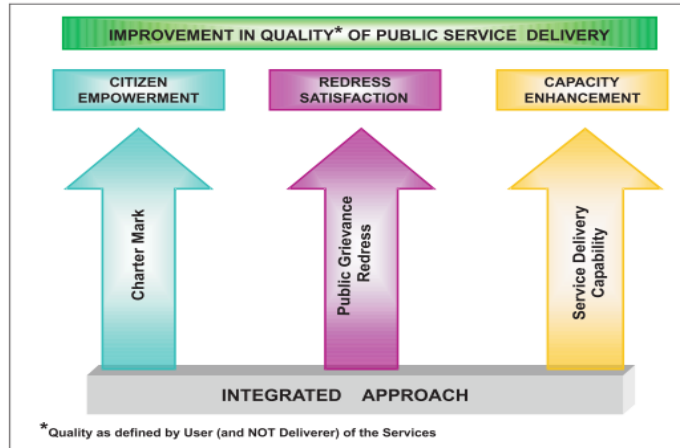 IMPROVEMENT IN QUALITY* OF PUBLIC SERVICE DELIVERY
CITIZEN
EMPOWERMENT
REDRESS
SATISFACTION
CAPACITY
ENHANCEMENT
Charter Mark
Public Grievance
Redress
Service Delivery
Capability
INTEGRATED APPROACH
*Quality as defined by User (and NOT Deliverer) of the Services